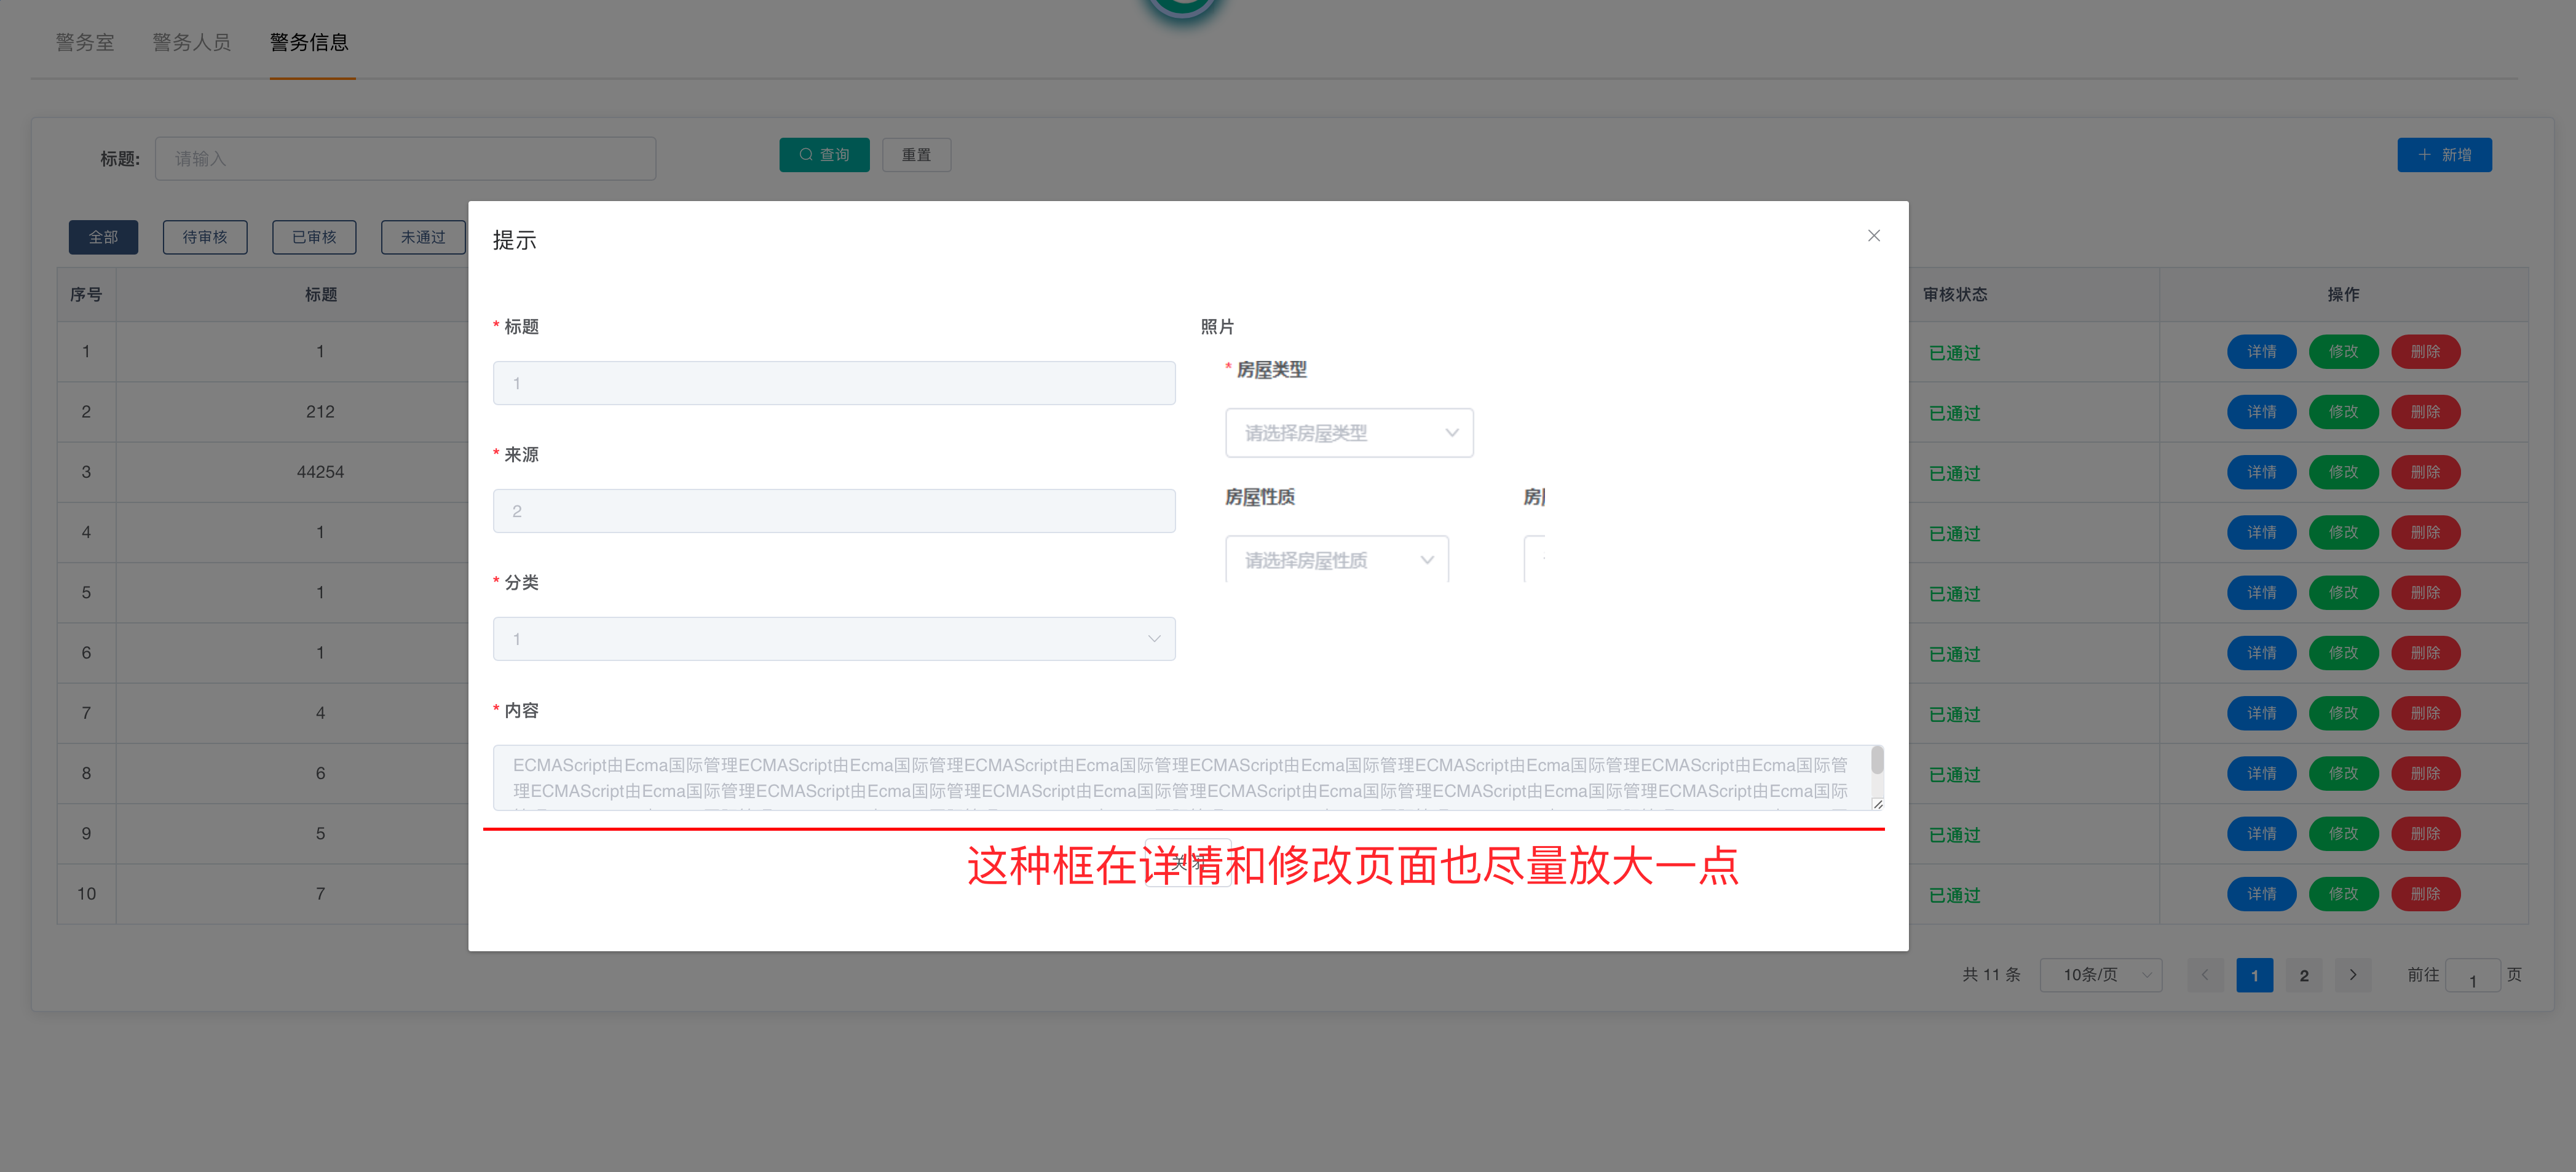 警务室 警务人员 警务信息
标题: 请输入 查询 重置 新增
全部 待审核 已审核 未通过
序号 标题 审核状态 操作
1 1 已通过 详情 修改 删除
2 212 已通过 详情 修改 删除
3 44254 已通过 详情 修改 删除
4 1 已通过 详情 修改 删除
5 1 已通过 详情 修改 删除
6 1 已通过 详情 修改 删除
7 4 已通过 详情 修改 删除
8 6 已通过 详情 修改 删除
9 5 已通过 详情 修改 删除
10 7 已通过 详情 修改 删除
共 11 条 10条/页 1 2 前往 1 页
提示
* 标题
1
* 来源
2
* 分类
1
照片
* 房屋类型
请选择房屋类型
房屋性质
请选择房屋性质
* 内容
ECMAScript由Ecma国际管理ECMAScript由Ecma国际管理ECMAScript由Ecma国际管理ECMAScript由Ecma国际管理ECMAScript由Ecma国际管理ECMAScript由Ecma国际管
理ECMAScript由Ecma国际管理ECMAScript由Ecma国际管理ECMAScript由Ecma国际管理ECMAScript由Ecma国际管理ECMAScript由Ecma国际
关闭
这种框在详情和修改页面也尽量放大一点